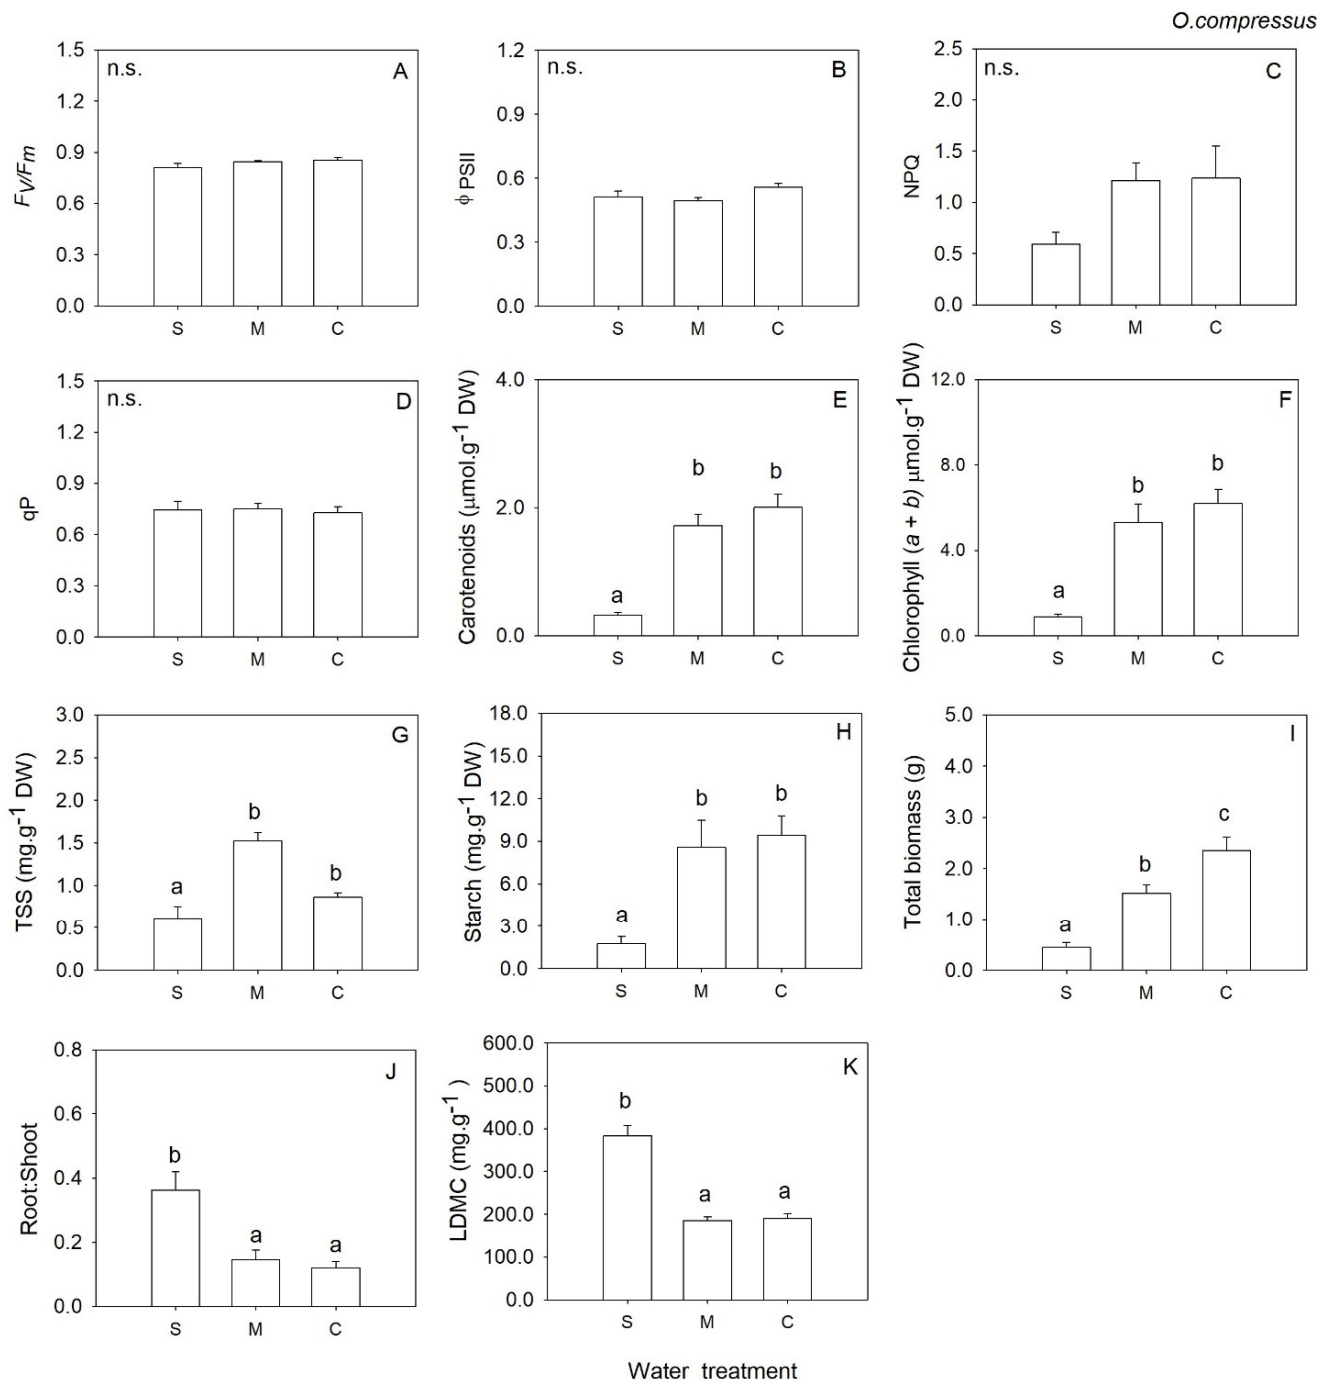 O.compressus
1.5
n.s.
A
1.2
0.9
0.6
0.3
0.0
Fv/Fm
S M C
1.2
n.s.
B
0.9
0.6
0.3
0.0
ϕ PSII
S M C
2.5
n.s.
C
2.0
1.5
1.0
0.5
0.0
NPQ
S M C
1.5
n.s.
D
1.2
0.9
0.6
0.3
0.0
qP
S M C
4.0
E
2.0
0.0
Carotenoids (μmol.g⁻¹ DW)
a b b
S M C
12.0
F
8.0
4.0
0.0
Chlorophyll (a + b) μmol.g⁻¹ DW)
a b b
S M C
3.0
G
2.5
2.0
1.5
1.0
0.5
0.0
TSS (mg.g⁻¹ DW)
a b b
S M C
18.0
H
15.0
12.0
9.0
6.0
3.0
0.0
Starch (mg.g⁻¹ DW)
a b b
S M C
5.0
I
4.0
3.0
2.0
1.0
0.0
Total biomass (g)
a b c
S M C
0.8
J
0.6
0.4
0.2
0.0
Root:Shoot
b a a
S M C
600.0
K
500.0
400.0
300.0
200.0
100.0
0.0
LDMC (mg.g⁻¹ )
b a a
S M C
Water treatment